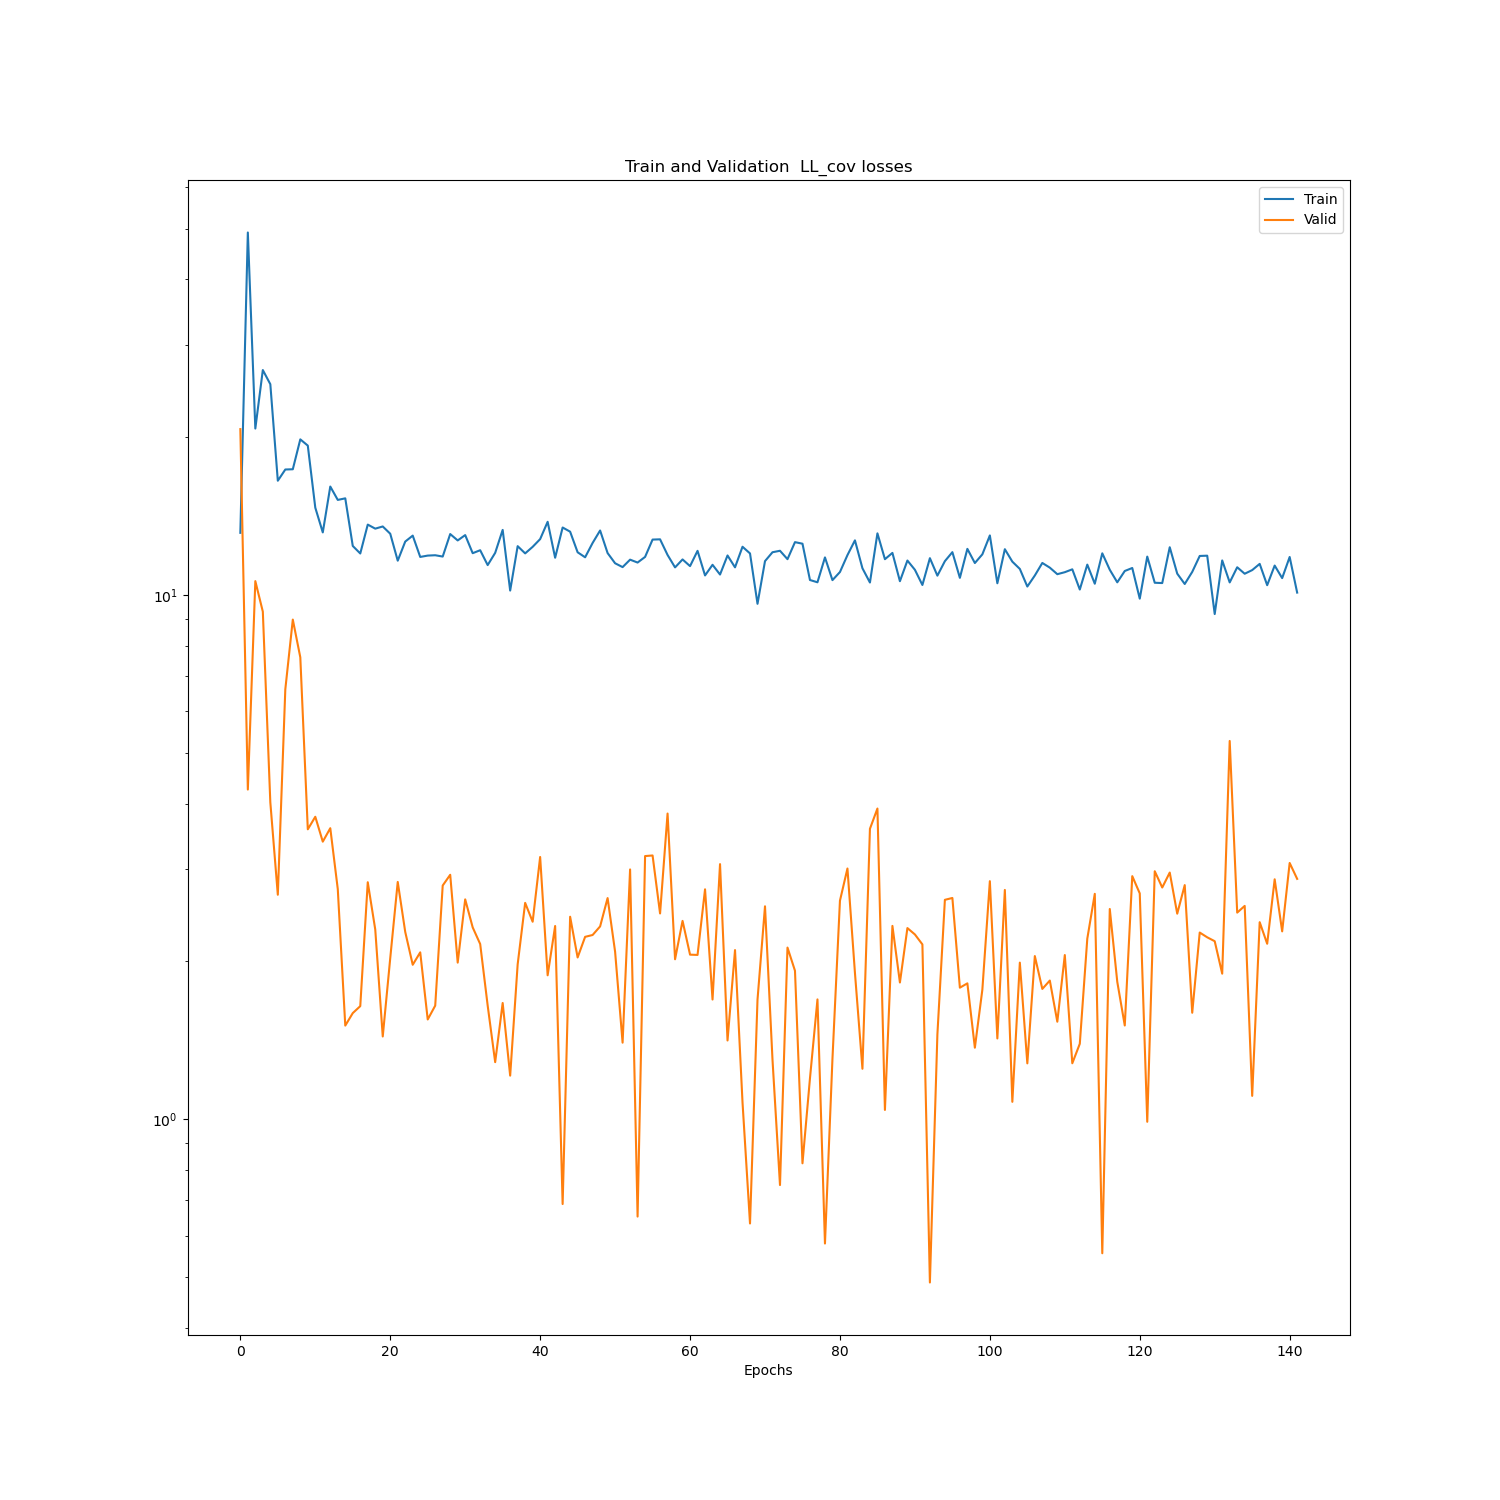 Train and Validation  LL_cov losses
Train
Valid
10¹
10⁰
0 20 40 60 80 100 120 140
Epochs